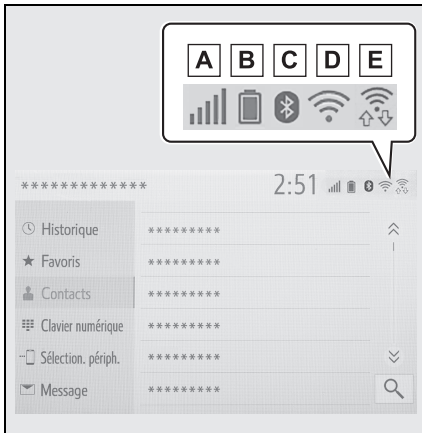 A B C D E
************* 2:51
Historique *********
Favoris *********
Contacts *********
Clavier numérique *********
Sélection. périph. *********
Message *********